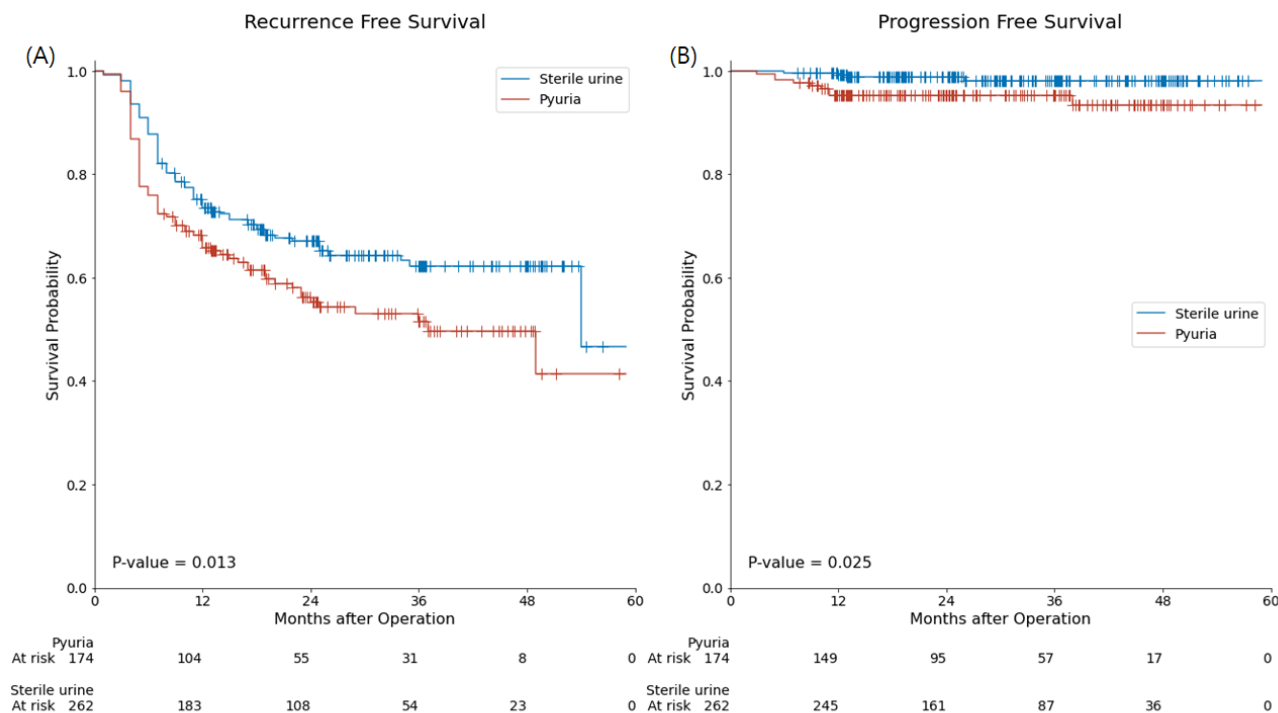 Recurrence Free Survival
(A)
1.0
0.8
0.6
0.4
0.2
0.0
Survival Probability
Sterile urine
Pyuria
P-value = 0.013
0 12 24 36 48 60
Months after Operation
Pyuria
At risk 174 104 55 31 8 0
Sterile urine
At risk 262 183 108 54 23 0
Progression Free Survival
(B)
1.0
0.8
0.6
0.4
0.2
0.0
Survival Probability
Sterile urine
Pyuria
P-value = 0.025
0 12 24 36 48 60
Months after Operation
Pyuria
At risk 174 149 95 57 17 0
Sterile urine
At risk 262 245 161 87 36 0